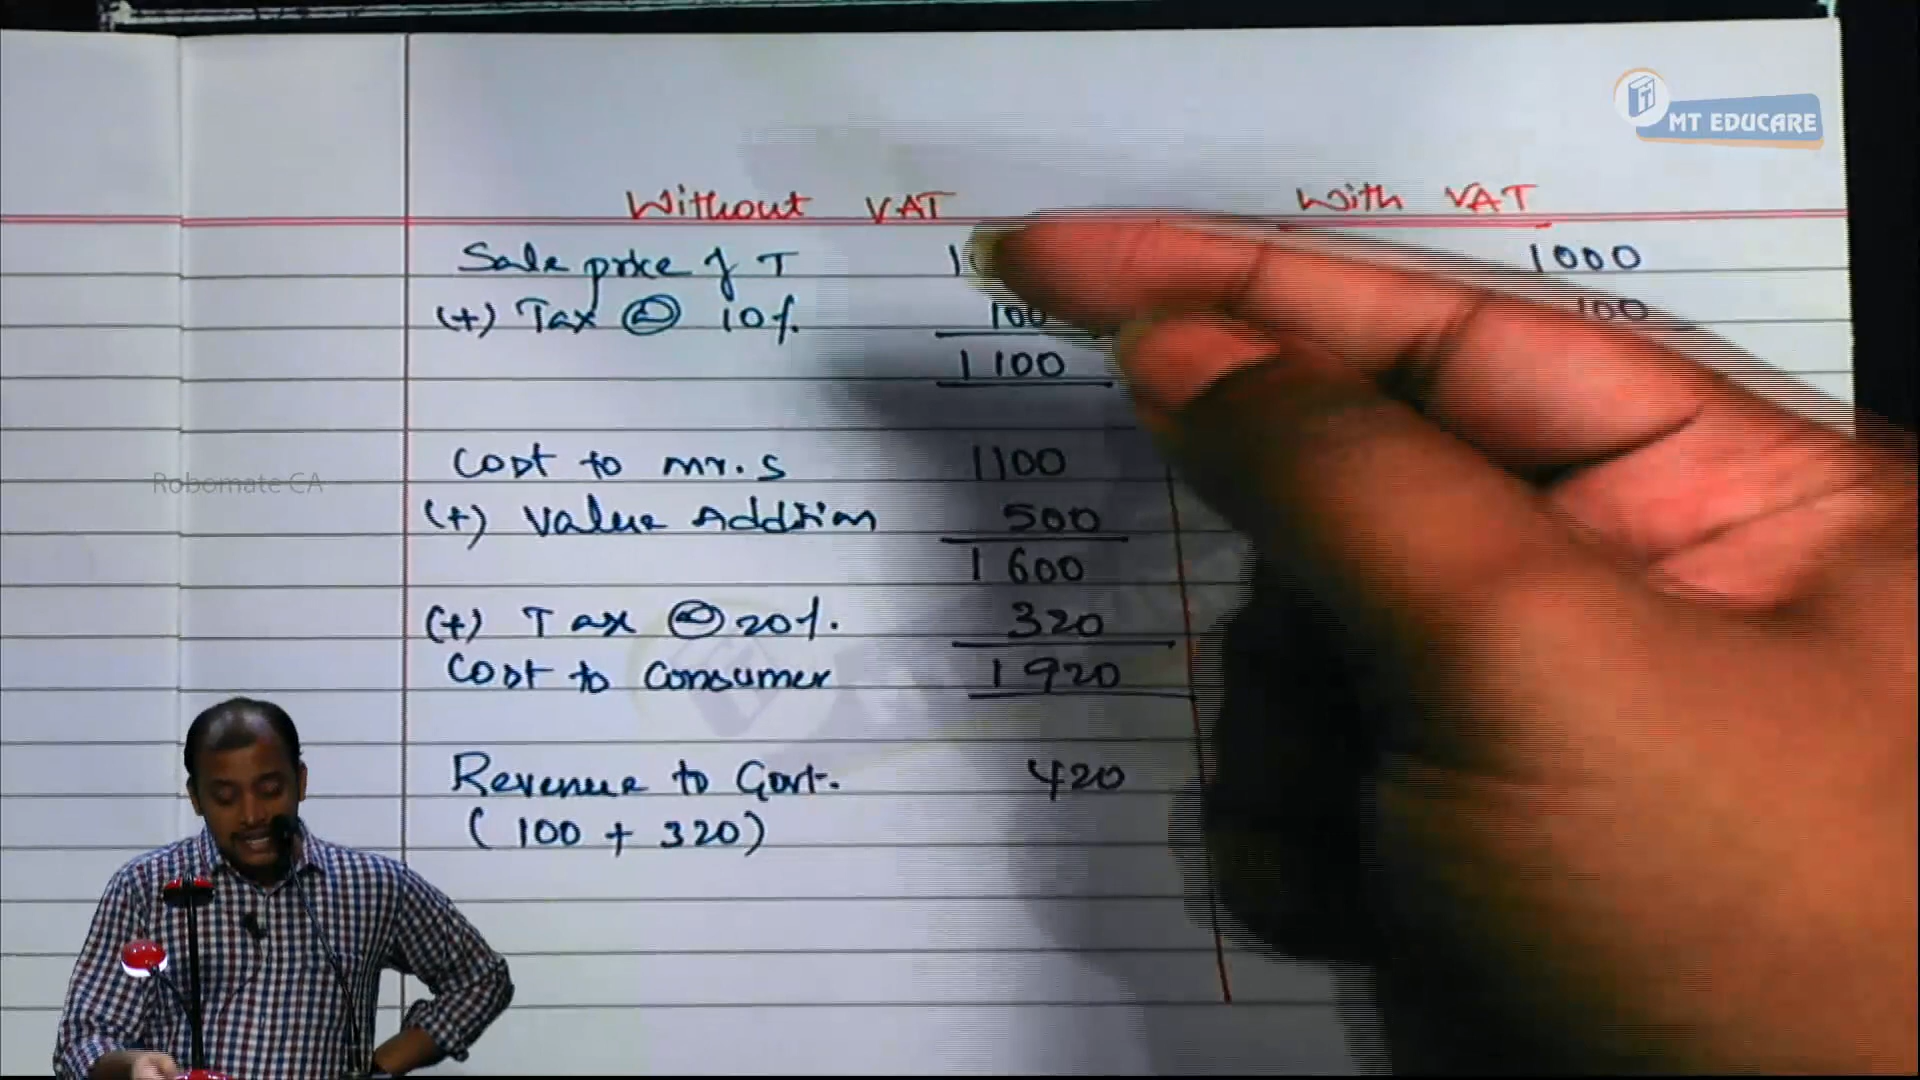 MT EDUCARE
Without VAT With VAT
Sale price of T 1000
(+) Tax @ 10%. 100 100
1100
Robomate CA
Cost to mr. S 1100
(+) Value Addition 500
1600
(+) Tax @ 20%. 320
Cost to Consumer 1920
Revenue to Govt. 420
(100 + 320)